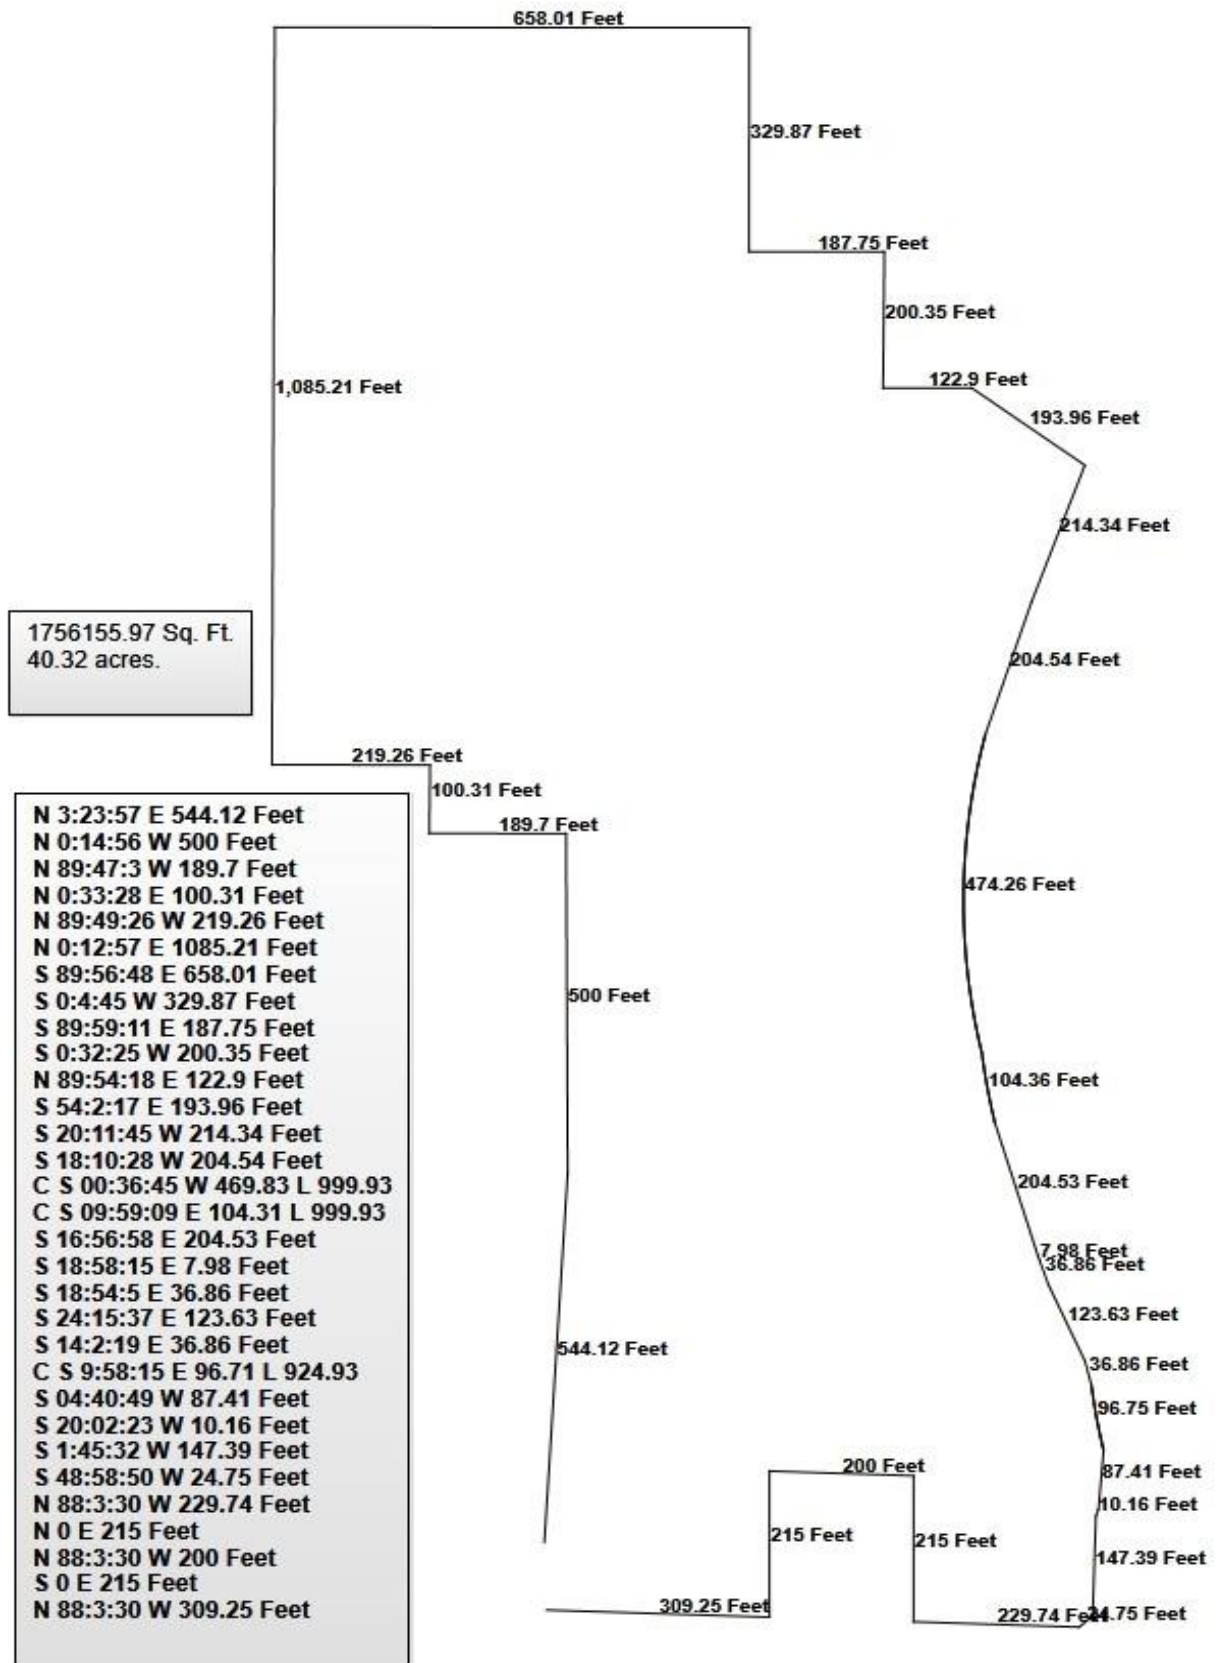 658.01 Feet
329.87 Feet
187.75 Feet
200.35 Feet
122.9 Feet
1,085.21 Feet
193.96 Feet
214.34 Feet
1756155.97 Sq. Ft.
40.32 acres.
204.54 Feet
219.26 Feet
100.31 Feet
189.7 Feet
474.26 Feet
500 Feet
104.36 Feet
204.53 Feet
7.98 Feet
36.86 Feet
123.63 Feet
544.12 Feet
36.86 Feet
96.75 Feet
200 Feet
87.41 Feet
10.16 Feet
215 Feet
215 Feet
147.39 Feet
309.25 Feet
229.74 Feet
24.75 Feet
N 3:23:57 E 544.12 Feet
N 0:14:56 W 500 Feet
N 89:47:3 W 189.7 Feet
N 0:33:28 E 100.31 Feet
N 89:49:26 W 219.26 Feet
N 0:12:57 E 1085.21 Feet
S 89:56:48 E 658.01 Feet
S 0:4:45 W 329.87 Feet
S 89:59:11 E 187.75 Feet
S 0:32:25 W 200.35 Feet
N 89:54:18 E 122.9 Feet
S 54:2:17 E 193.96 Feet
S 20:11:45 W 214.34 Feet
S 18:10:28 W 204.54 Feet
C S 00:36:45 W 469.83 L 999.93
C S 09:59:09 E 104.31 L 999.93
S 16:56:58 E 204.53 Feet
S 18:58:15 E 7.98 Feet
S 18:54:5 E 36.86 Feet
S 24:15:37 E 123.63 Feet
S 14:2:19 E 36.86 Feet
C S 9:58:15 E 96.71 L 924.93
S 04:40:49 W 87.41 Feet
S 20:02:23 W 10.16 Feet
S 1:45:32 W 147.39 Feet
S 48:58:50 W 24.75 Feet
N 88:3:30 W 229.74 Feet
N 0 E 215 Feet
N 88:3:30 W 200 Feet
S 0 E 215 Feet
N 88:3:30 W 309.25 Feet